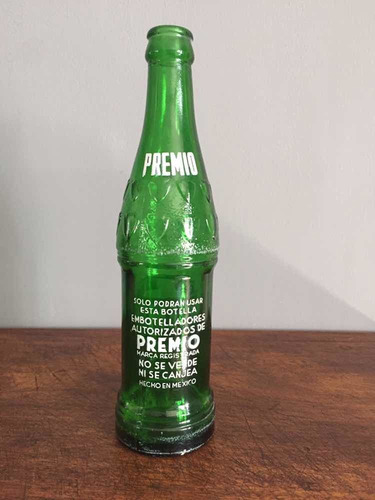 PREMIO
SOLO PODRAN USAR
ESTA BOTELLA
EMBOTELLADORES
AUTORIZADOS DE
PREMIO
MARCA REGISTRADA
NO SE VENDE
NI SE CANJEA
HECHO EN MEXICO